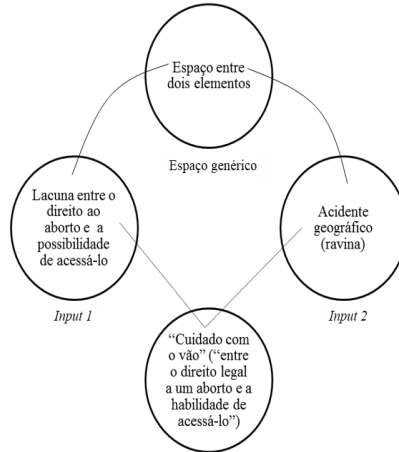 Espaço entre
dois elementos
Espaço genérico
Lacuna entre o
direito ao
aborto e a
possibilidade
de acessá-lo
Acidente
geográfico
(ravina)
Input 1
Input 2
“Cuidado com
o vão” (“entre
o direito legal
a um aborto e a
habilidade de
acessá-lo”)